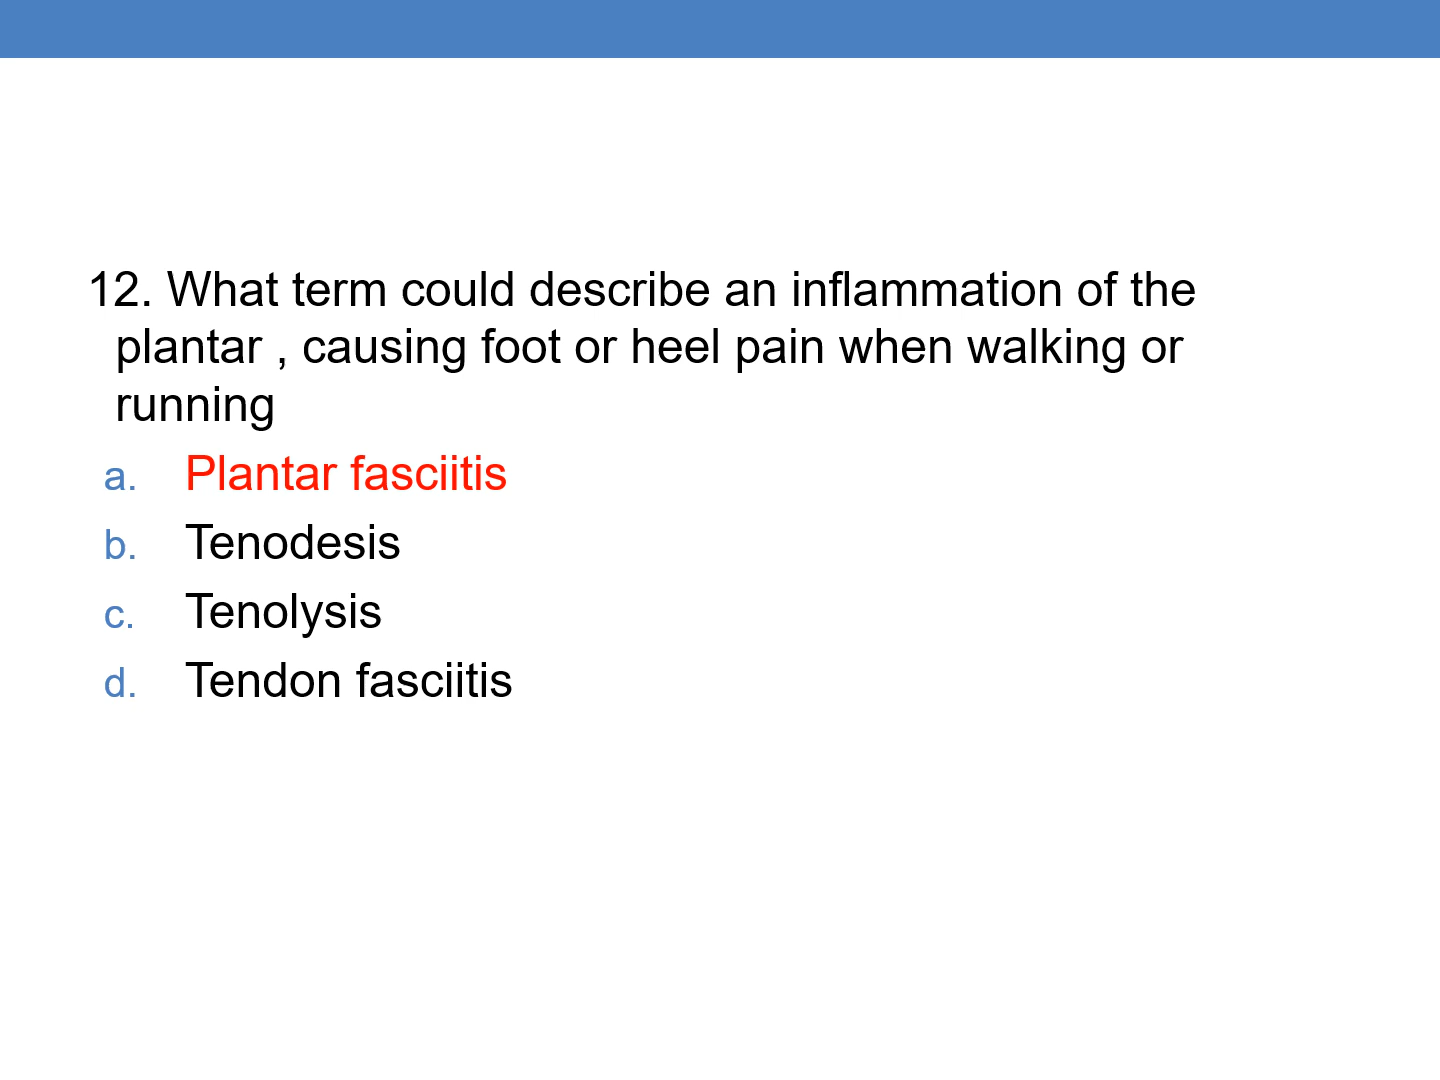 12. What term could describe an inflammation of the
plantar , causing foot or heel pain when walking or
running
a. Plantar fasciitis
b. Tenodesis
c. Tenolysis
d. Tendon fasciitis